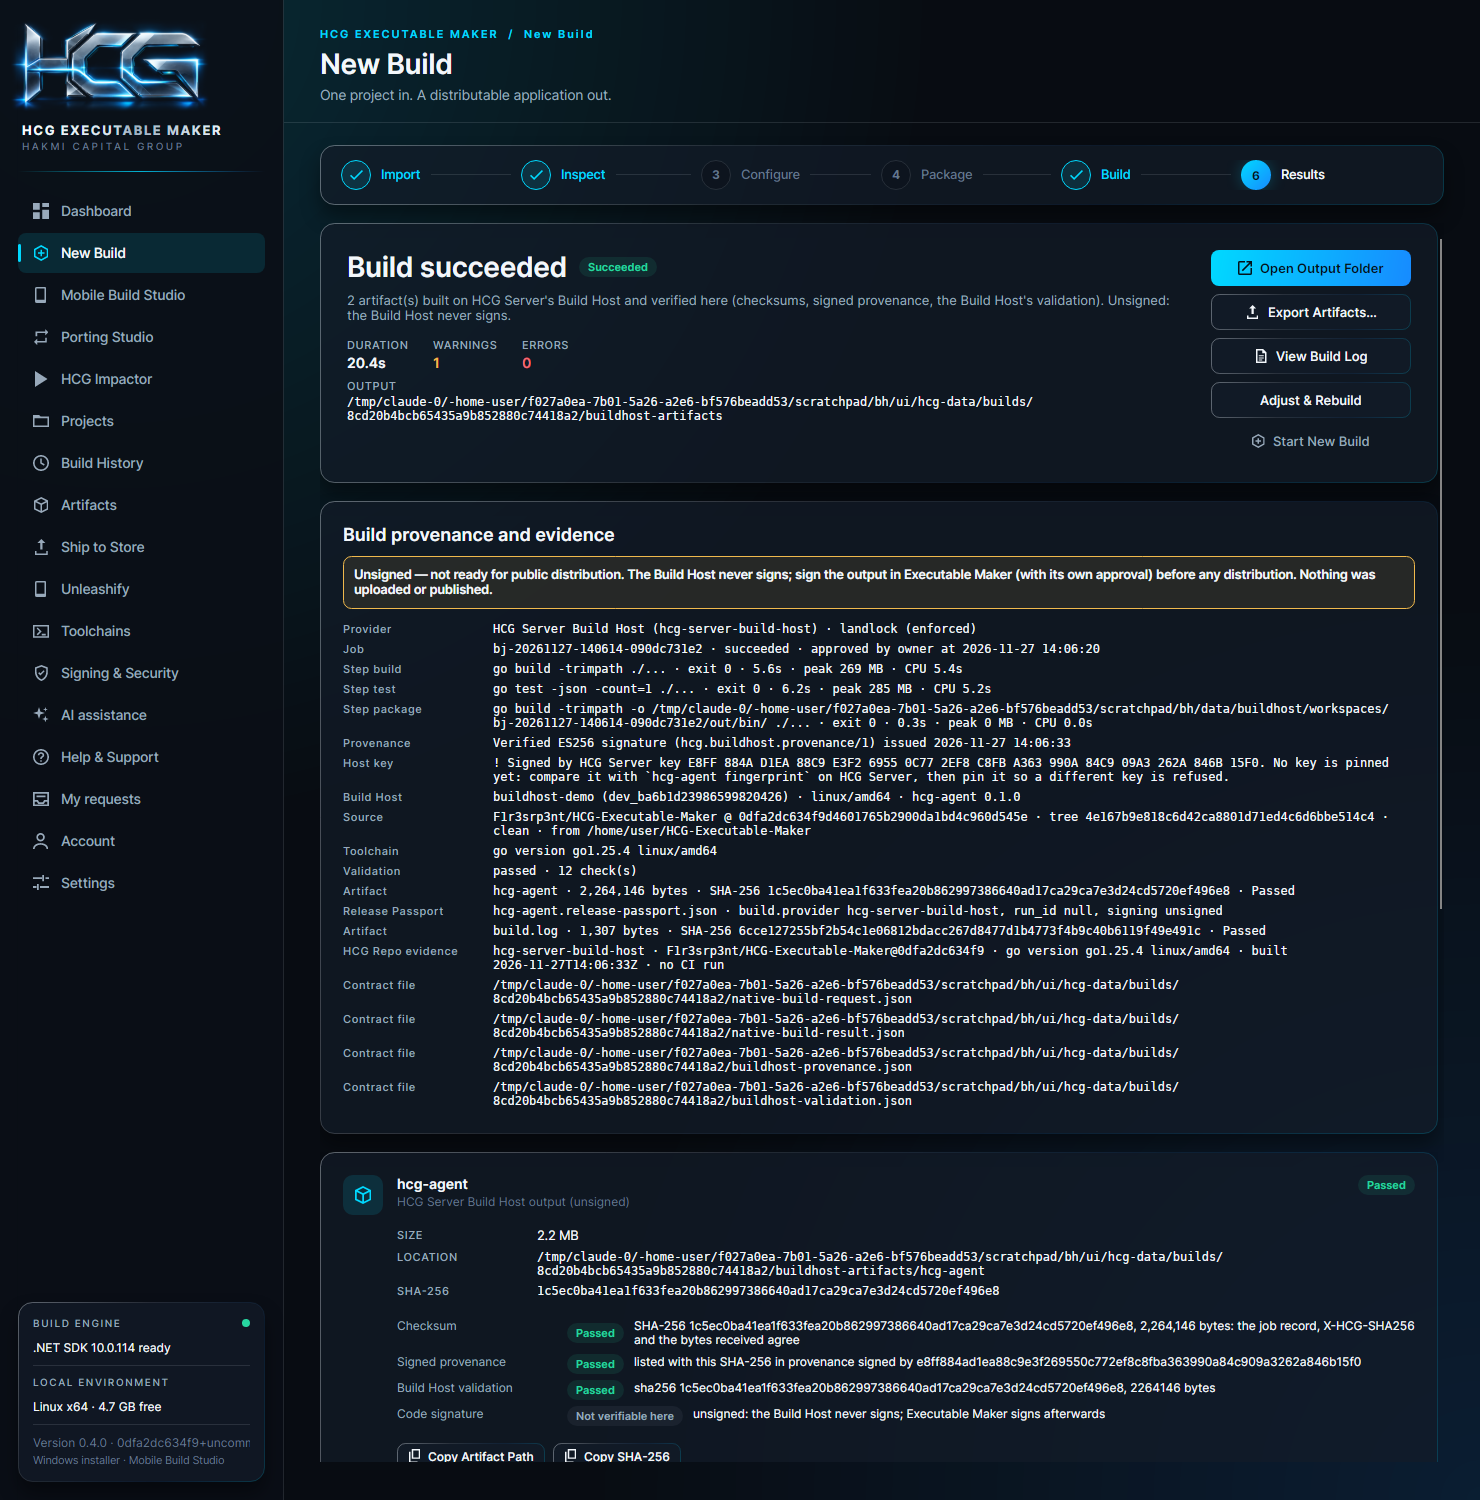 HCG
HCG EXECUTABLE MAKER
HAKMI CAPITAL GROUP
Dashboard
New Build
Mobile Build Studio
Porting Studio
HCG Impactor
Projects
Build History
Artifacts
Ship to Store
Unleashify
Toolchains
Signing & Security
AI assistance
Help & Support
My requests
Account
Settings
BUILD ENGINE
.NET SDK 10.0.114 ready
LOCAL ENVIRONMENT
Linux x64 · 4.7 GB free
Version 0.4.0 · 0dfa2dc634f9+uncomm
Windows installer · Mobile Build Studio
HCG EXECUTABLE MAKER / New Build
New Build
One project in. A distributable application out.
Import
Inspect
3 Configure
4 Package
Build
6 Results
Build succeeded Succeeded
2 artifact(s) built on HCG Server's Build Host and verified here (checksums, signed provenance, the Build Host's validation). Unsigned:
the Build Host never signs.
DURATION WARNINGS ERRORS
20.4s 1 0
OUTPUT
/tmp/claude-0/-home-user/f027a0ea-7b01-5a26-a2e6-bf576beadd53/scratchpad/bh/ui/hcg-data/builds/
8cd20b4bcb65435a9b852880c74418a2/buildhost-artifacts
Open Output Folder
Export Artifacts...
View Build Log
Adjust & Rebuild
Start New Build
Build provenance and evidence
Unsigned — not ready for public distribution. The Build Host never signs; sign the output in Executable Maker (with its own approval) before any distribution. Nothing was
uploaded or published.
Provider HCG Server Build Host (hcg-server-build-host) · landlock (enforced)
Job bj-20261127-140614-090dc731e2 · succeeded · approved by owner at 2026-11-27 14:06:20
Step build go build -trimpath ./... · exit 0 · 5.6s · peak 269 MB · CPU 5.4s
Step test go test -json -count=1 ./... · exit 0 · 6.2s · peak 285 MB · CPU 5.2s
Step package go build -trimpath -o /tmp/claude-0/-home-user/f027a0ea-7b01-5a26-a2e6-bf576beadd53/scratchpad/bh/data/buildhost/workspaces/
bj-20261127-140614-090dc731e2/out/bin/ ./... · exit 0 · 0.3s · peak 0 MB · CPU 0.0s
Provenance Verified ES256 signature (hcg.buildhost.provenance/1) issued 2026-11-27 14:06:33
Host key ! Signed by HCG Server key E8FF 884A D1EA 88C9 E3F2 6955 0C77 2EF8 C8FB A363 990A 84C9 09A3 262A 846B 15F0. No key is pinned
yet: compare it with `hcg-agent fingerprint` on HCG Server, then pin it so a different key is refused.
Build Host buildhost-demo (dev_ba6b1d23986599820426) · linux/amd64 · hcg-agent 0.1.0
Source F1r3srp3nt/HCG-Executable-Maker @ 0dfa2dc634f9d4601765b2900da1bd4c960d545e · tree 4e167b9e818c6d42ca8801d71ed4c6d6bbe514c4 ·
clean · from /home/user/HCG-Executable-Maker
Toolchain go version go1.25.4 linux/amd64
Validation passed · 12 check(s)
Artifact hcg-agent · 2,264,146 bytes · SHA-256 1c5ec0ba41ea1f633fea20b862997386640ad17ca29ca7e3d24cd5720ef496e8 · Passed
Release Passport hcg-agent.release-passport.json · build.provider hcg-server-build-host, run_id null, signing unsigned
Artifact build.log · 1,307 bytes · SHA-256 6cce127255bf2b54c1e06812bdacc267d8477d1b4773f4b9c40b6119f49e491c · Passed
HCG Repo evidence hcg-server-build-host · F1r3srp3nt/HCG-Executable-Maker@0dfa2dc634f9 · go version go1.25.4 linux/amd64 · built
2026-11-27T14:06:33Z · no CI run
Contract file /tmp/claude-0/-home-user/f027a0ea-7b01-5a26-a2e6-bf576beadd53/scratchpad/bh/ui/hcg-data/builds/
8cd20b4bcb65435a9b852880c74418a2/native-build-request.json
Contract file /tmp/claude-0/-home-user/f027a0ea-7b01-5a26-a2e6-bf576beadd53/scratchpad/bh/ui/hcg-data/builds/
8cd20b4bcb65435a9b852880c74418a2/native-build-result.json
Contract file /tmp/claude-0/-home-user/f027a0ea-7b01-5a26-a2e6-bf576beadd53/scratchpad/bh/ui/hcg-data/builds/
8cd20b4bcb65435a9b852880c74418a2/buildhost-provenance.json
Contract file /tmp/claude-0/-home-user/f027a0ea-7b01-5a26-a2e6-bf576beadd53/scratchpad/bh/ui/hcg-data/builds/
8cd20b4bcb65435a9b852880c74418a2/buildhost-validation.json
hcg-agent Passed
HCG Server Build Host output (unsigned)
SIZE 2.2 MB
LOCATION /tmp/claude-0/-home-user/f027a0ea-7b01-5a26-a2e6-bf576beadd53/scratchpad/bh/ui/hcg-data/builds/
8cd20b4bcb65435a9b852880c74418a2/buildhost-artifacts/hcg-agent
SHA-256 1c5ec0ba41ea1f633fea20b862997386640ad17ca29ca7e3d24cd5720ef496e8
Checksum Passed SHA-256 1c5ec0ba41ea1f633fea20b862997386640ad17ca29ca7e3d24cd5720ef496e8, 2,264,146 bytes: the job record, X-HCG-SHA256
and the bytes received agree
Signed provenance Passed listed with this SHA-256 in provenance signed by e8ff884ad1ea88c9e3f269550c772ef8c8fba363990a84c909a3262a846b15f0
Build Host validation Passed sha256 1c5ec0ba41ea1f633fea20b862997386640ad17ca29ca7e3d24cd5720ef496e8, 2264146 bytes
Code signature Not verifiable here unsigned: the Build Host never signs; Executable Maker signs afterwards
Copy Artifact Path Copy SHA-256